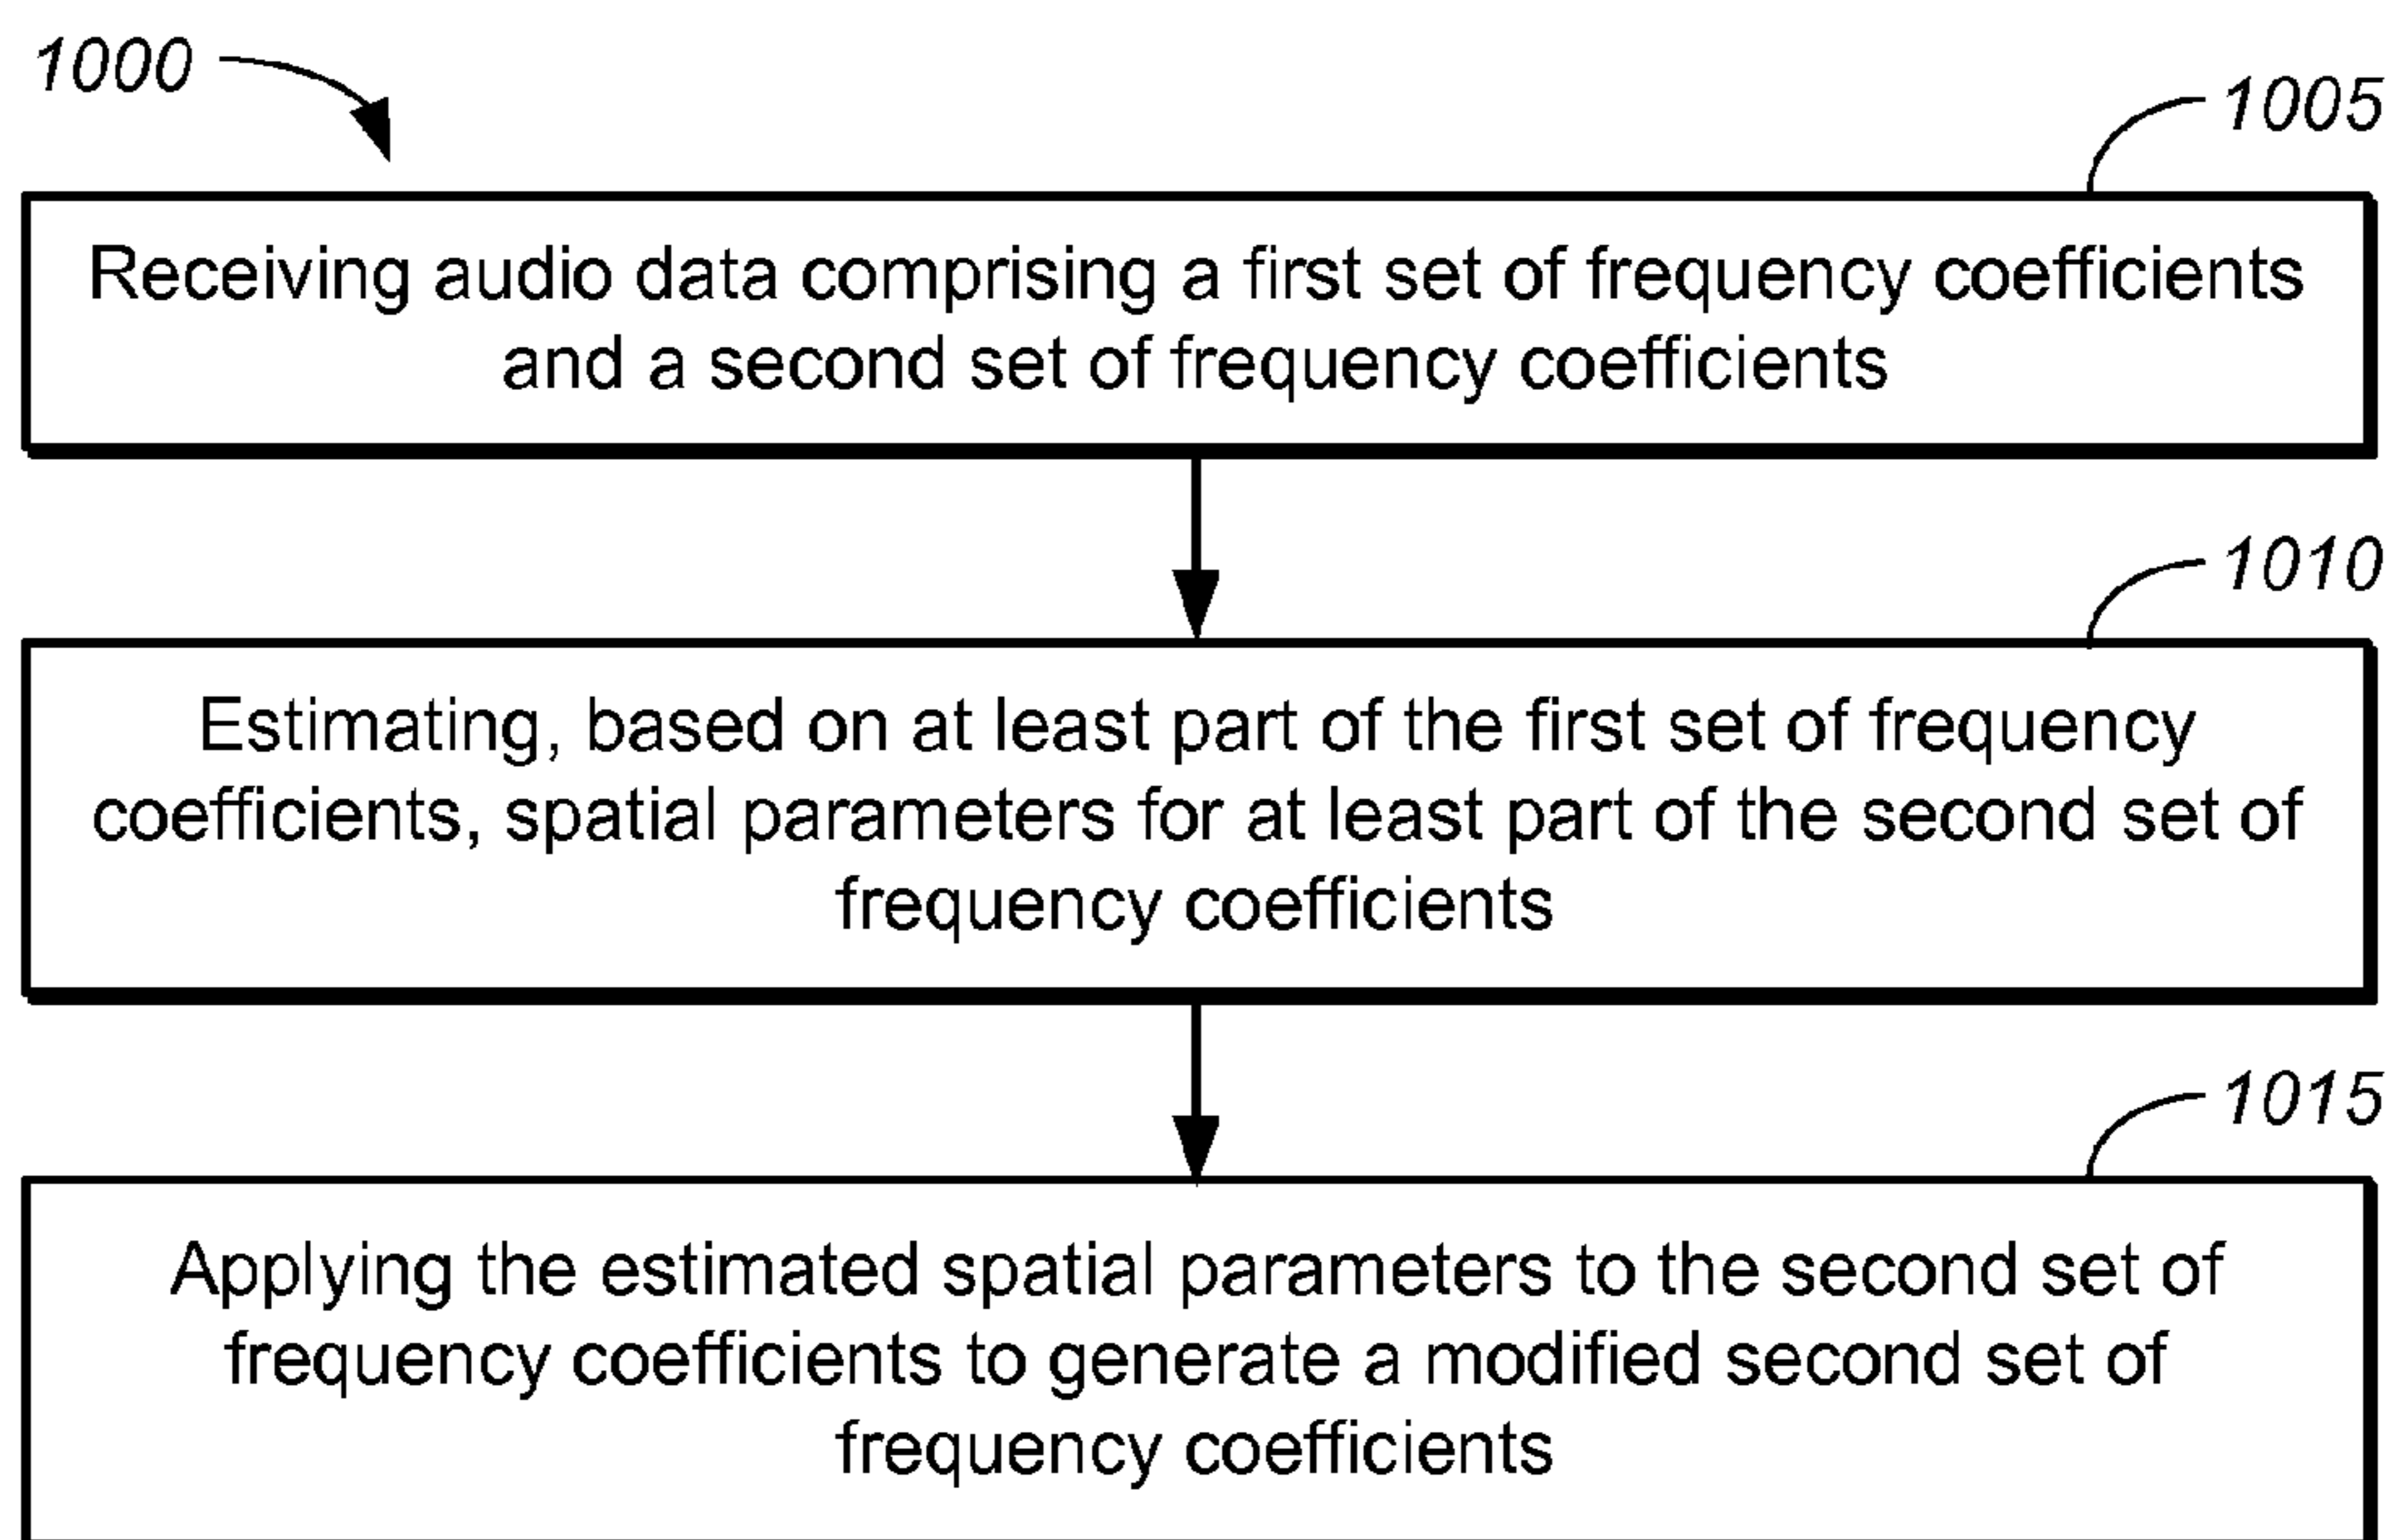 1000
1005
Receiving audio data comprising a first set of frequency coefficients
and a second set of frequency coefficients
1010
Estimating, based on at least part of the first set of frequency
coefficients, spatial parameters for at least part of the second set of
frequency coefficients
1015
Applying the estimated spatial parameters to the second set of
frequency coefficients to generate a modified second set of
frequency coefficients